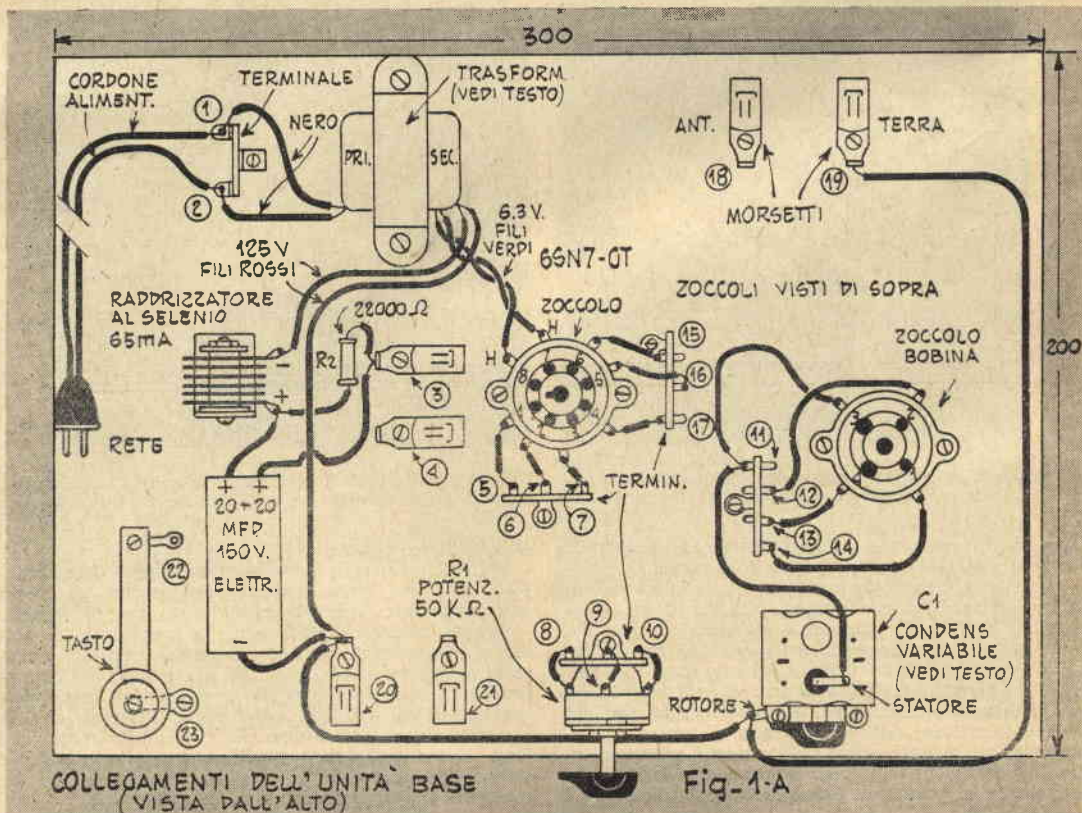 300
CORDONE
ALIMENT.
1
TERMINALE
NERO
2
TRASFORM.
(VEDI TESTO)
PRI.
SEC.
ANT.
TERRA
18
19
MORSETTI
6.3 V.
FILI
VERDI
125 V
FILI ROSSI
6SN7-GT
ZOCCOLO
ZOCCOLI VISTI DI SOPRA
ZOCCOLO
BOBINA
200
RADDRIZZATORE
AL SELENIO
65mA
-
+
22000 Ω
R2
3
4
H
H
15
16
17
RETE
5
6
7
TERMIN.
11
12
13
14
+ +
20+20
MFD
150 V.
ELETTR.
-
22
TASTO
23
R1
POTENZ.
50 K Ω
8
9
10
20
21
C1
CONDENS
VARIABILE
(VEDI TESTO)
ROTORE
STATORE
COLLEGAMENTI DELL'UNITÀ BASE
(VISTA DALL'ALTO)
Fig-1-A